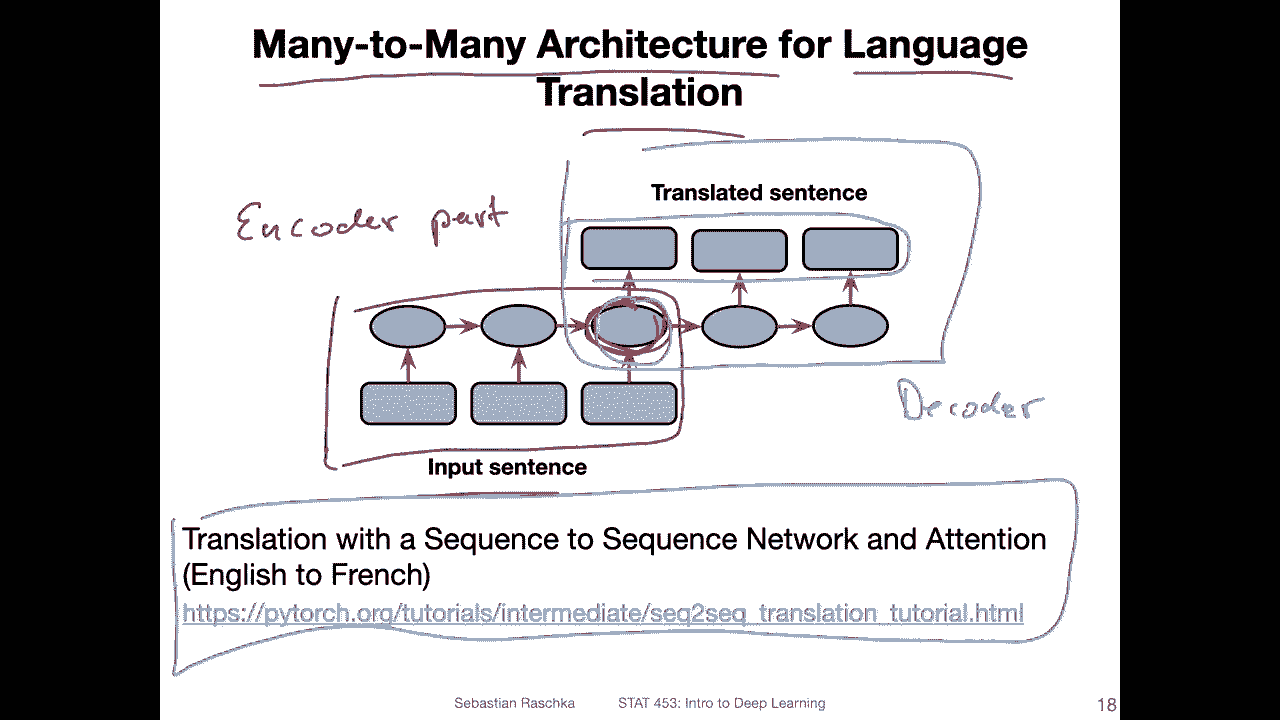 Many-to-Many Architecture for Language
Translation
Translated sentence
Encoder part
Decoder
Input sentence
Translation with a Sequence to Sequence Network and Attention
(English to French)
https://pytorch.org/tutorials/intermediate/seq2seq_translation_tutorial.html
Sebastian Raschka STAT 453: Intro to Deep Learning 18